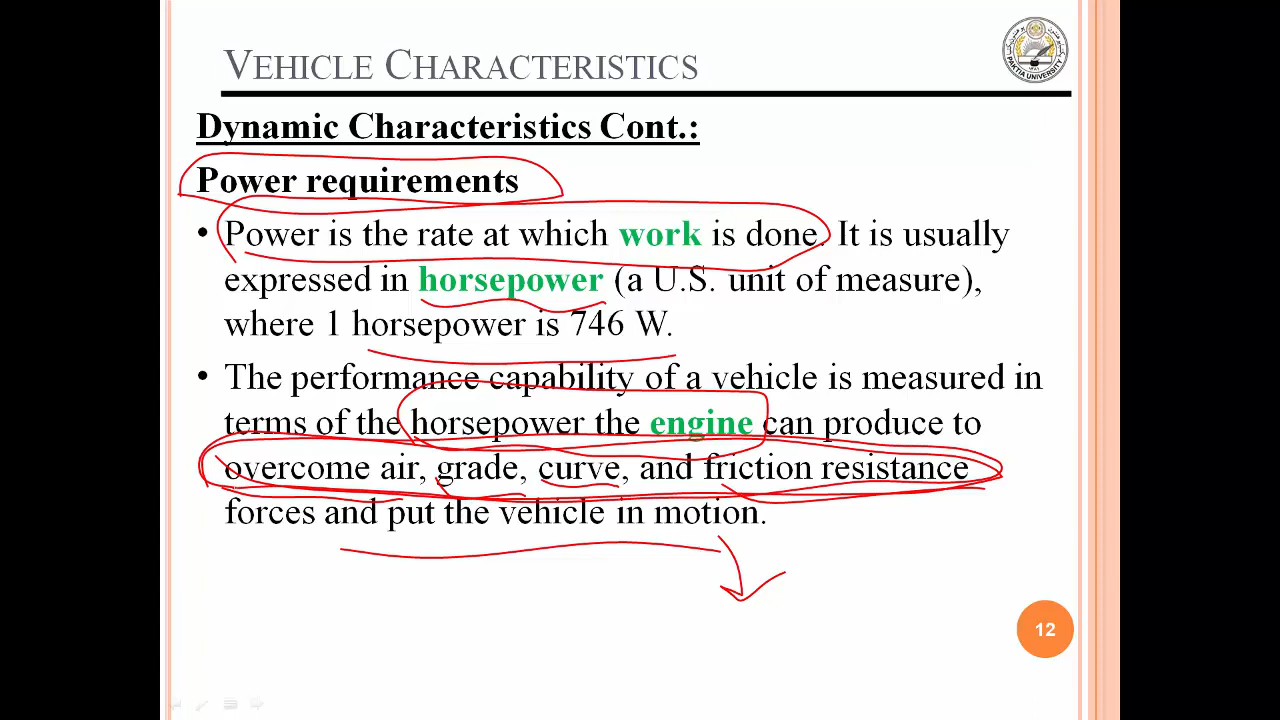 VEHICLE CHARACTERISTICS
PAKTIA UNIVERSITY
Dynamic Characteristics Cont.:
Power requirements
• Power is the rate at which work is done. It is usually
expressed in horsepower (a U.S. unit of measure),
where 1 horsepower is 746 W.
• The performance capability of a vehicle is measured in
terms of the horsepower the engine can produce to
overcome air, grade, curve, and friction resistance
forces and put the vehicle in motion.
12